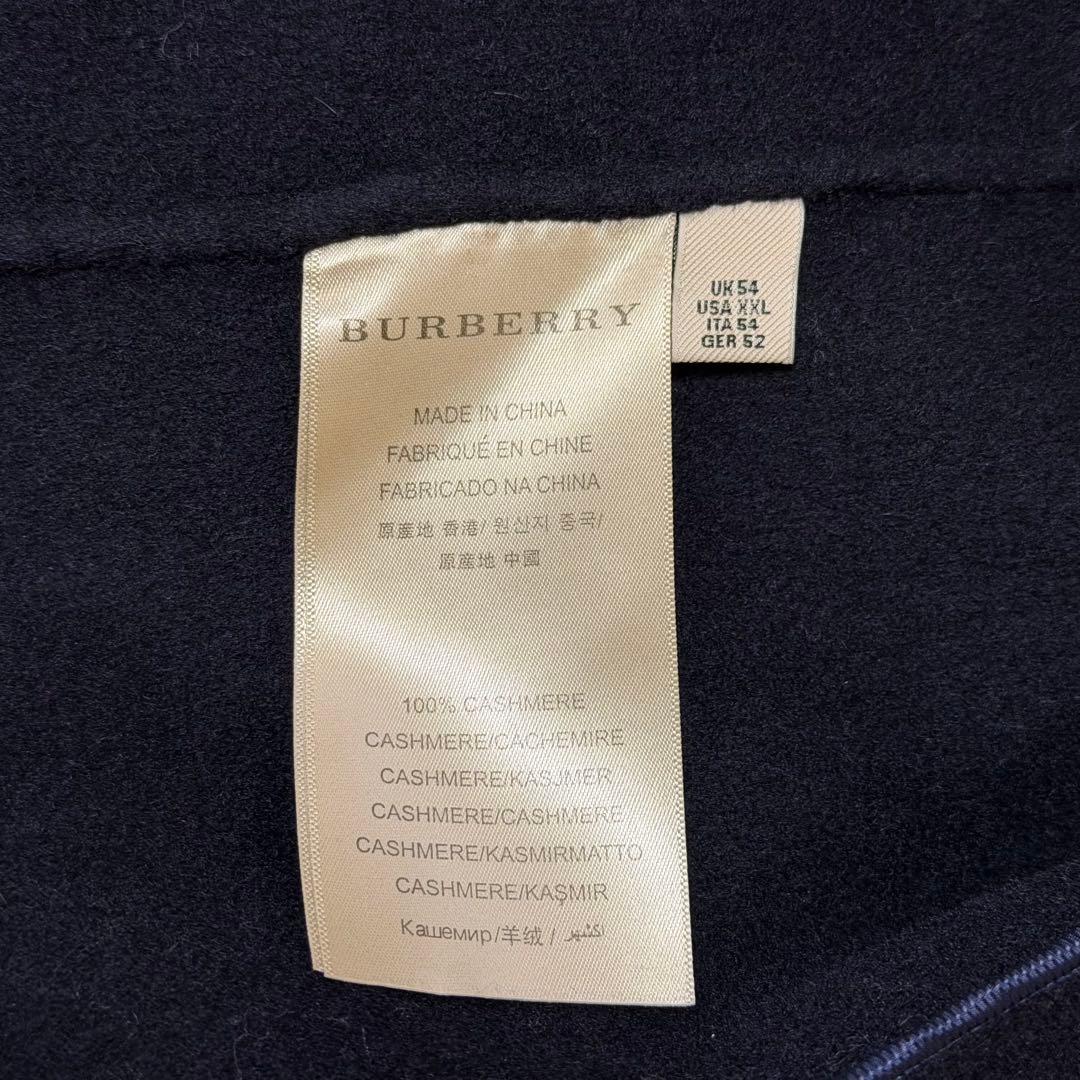 BURBERRY
MADE IN CHINA
FABRIQUÉ EN CHINE
FABRICADO NA CHINA
原産地 香港/ 원산지 중국/
原産地 中國
100% CASHMERE
CASHMERE/CACHEMIRE
CASHMERE/KASJMER
CASHMERE/CASHMERE
CASHMERE/KASMIRMATTO
CASHMERE/KAŞMIR
Кашемир/羊绒 /
UK 54
USA XXL
ITA 54
GER 52